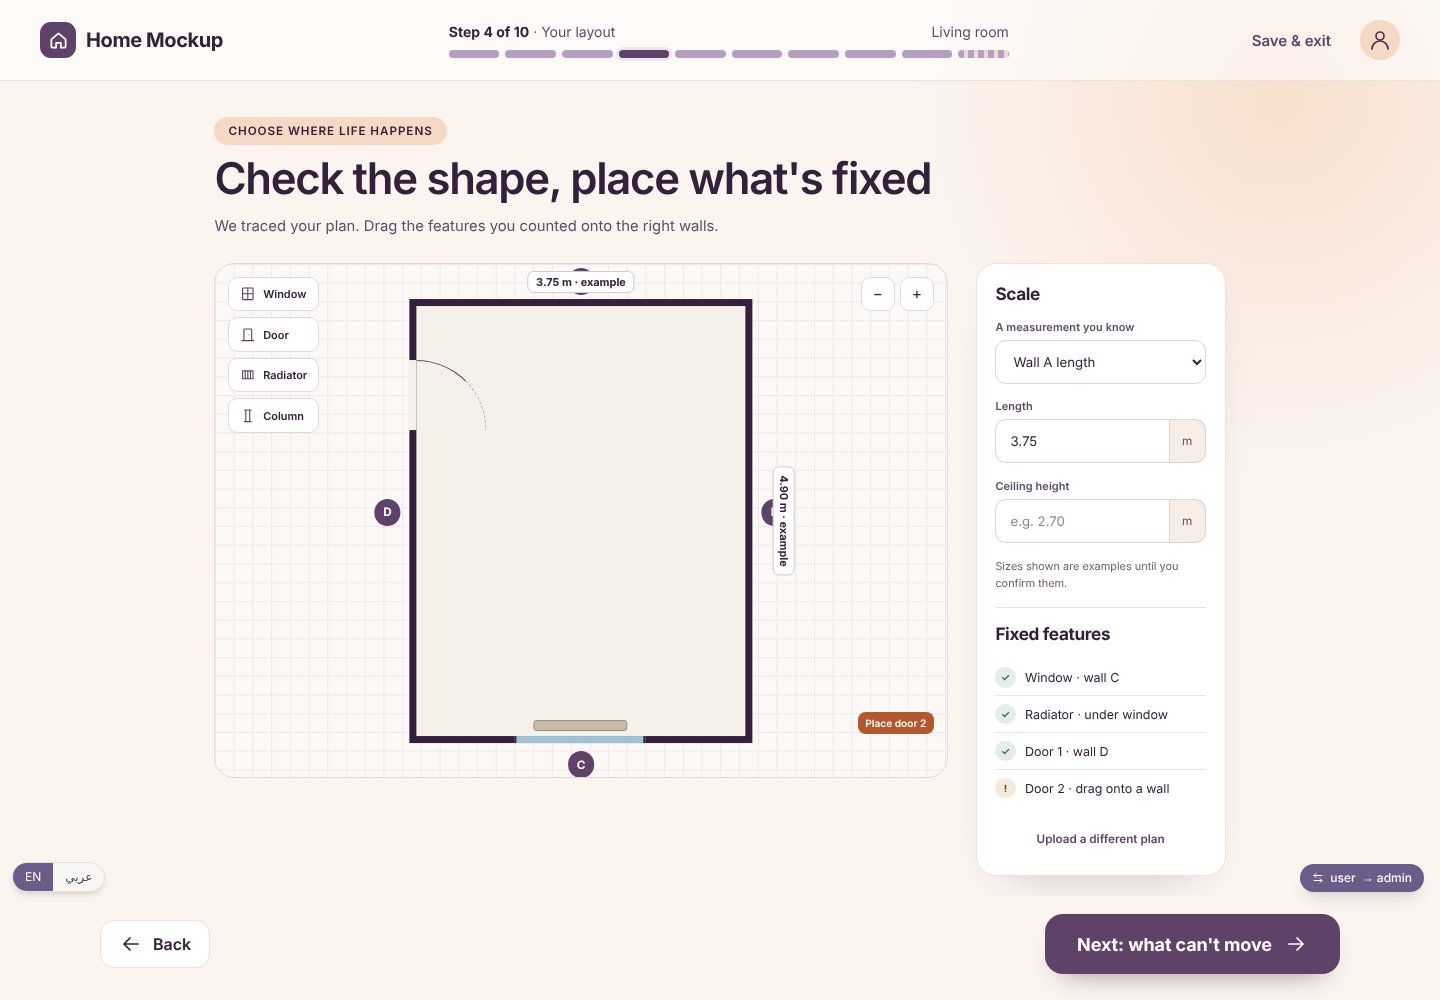 Home Mockup
Step 4 of 10 · Your layout
Living room
Save & exit
CHOOSE WHERE LIFE HAPPENS
Check the shape, place what's fixed
We traced your plan. Drag the features you counted onto the right walls.
Window
Door
Radiator
Column
3.75 m · example
−
+
D
4.90 m · example
C
Place door 2
Scale
A measurement you know
Wall A length
Length
3.75
m
Ceiling height
e.g. 2.70
m
Sizes shown are examples until you
confirm them.
Fixed features
Window · wall C
Radiator · under window
Door 1 · wall D
! Door 2 · drag onto a wall
Upload a different plan
EN
عربي
user → admin
Back
Next: what can't move